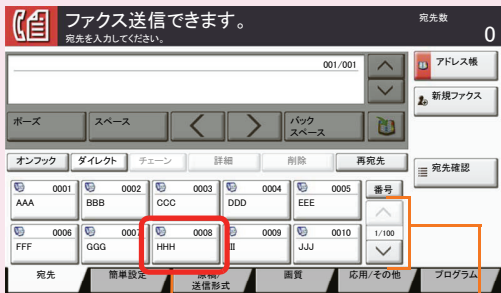 ファクス送信できます。
宛先を入力してください。
宛先数
0
001/001
アドレス帳
新規ファクス
ポーズ
スペース
バック
スペース
オンフック
ダイレクト
チェーン
詳細
削除
再宛先
宛先確認
0001
AAA
0002
BBB
0003
CCC
0004
DDD
0005
EEE
番号
0006
FFF
0007
GGG
0008
HHH
0009
III
0010
JJJ
1/100
宛先
簡単設定
原稿/
送信形式
画質
応用/その他
プログラム